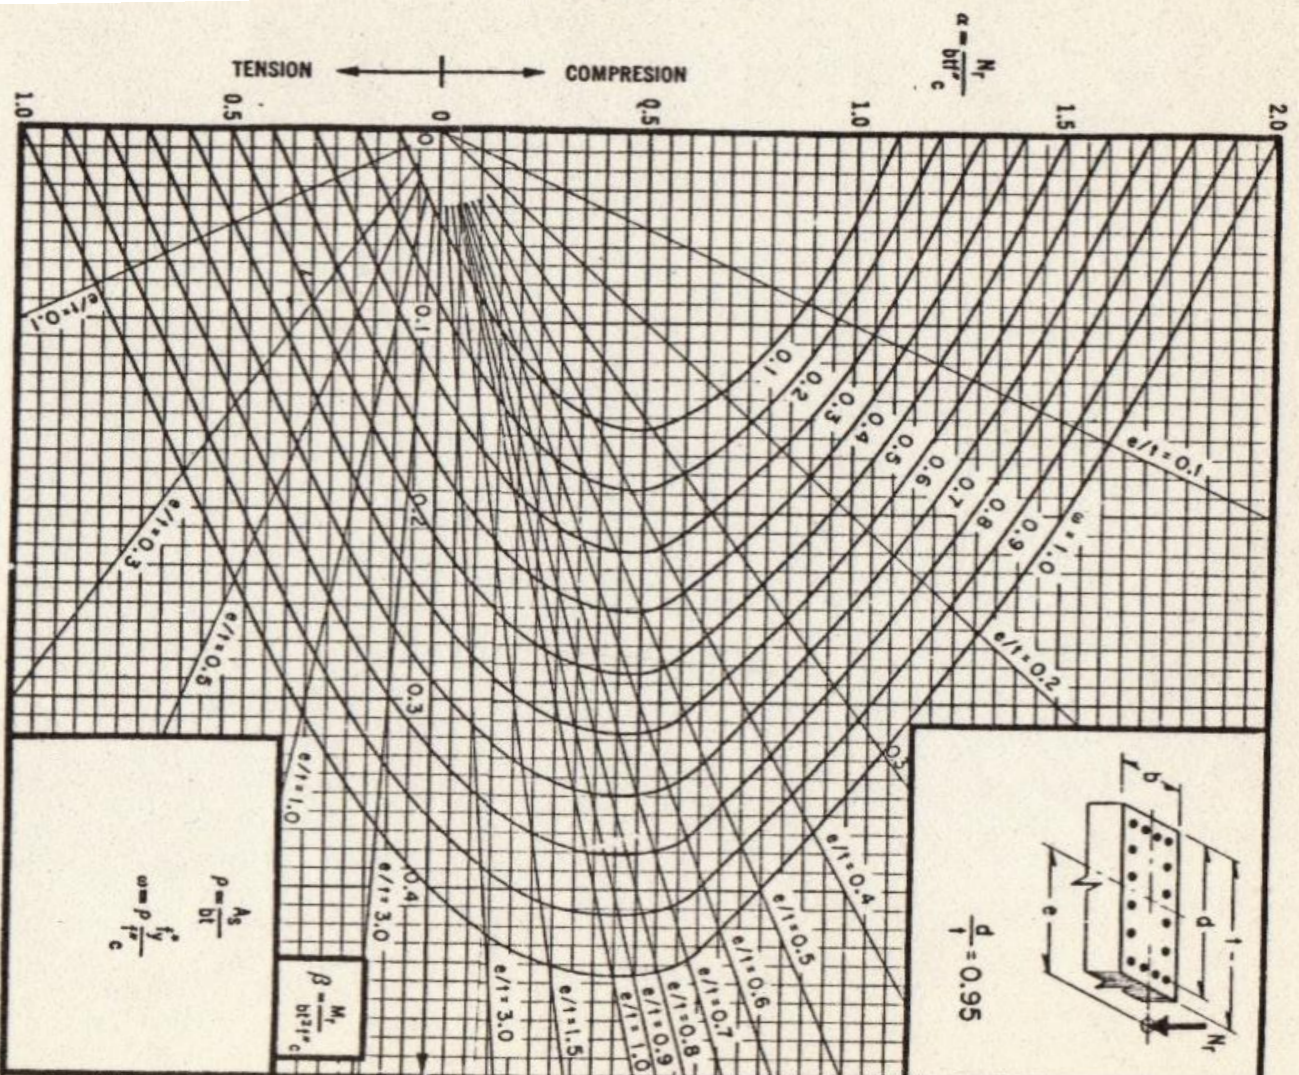 α = Nr / btf"c
TENSION
COMPRESION
1.0
0.5
0
0.5
1.0
1.5
2.0
0
0.1
0.2
0.3
0.4
0.1
0.2
0.3
0.4
0.5
0.6
0.7
0.8
0.9
ω = 1.0
e/t = 0.1
e/t = 0.2
0.3
e/t = 0.4
e/t = 0.5
e/t = 0.6
e/t = 0.7
e/t = 0.8
e/t = 0.9
e/t = 1.0
e/t = 1.5
e/t = 3.0
e/t = 3.0
e/t = 1.0
e/t = 0.5
e/t = 0.3
e/t = 0.1
b
d
t
e
Nr
d/t = 0.95
ρ = As / bt
ω = ρ f*y / f"c